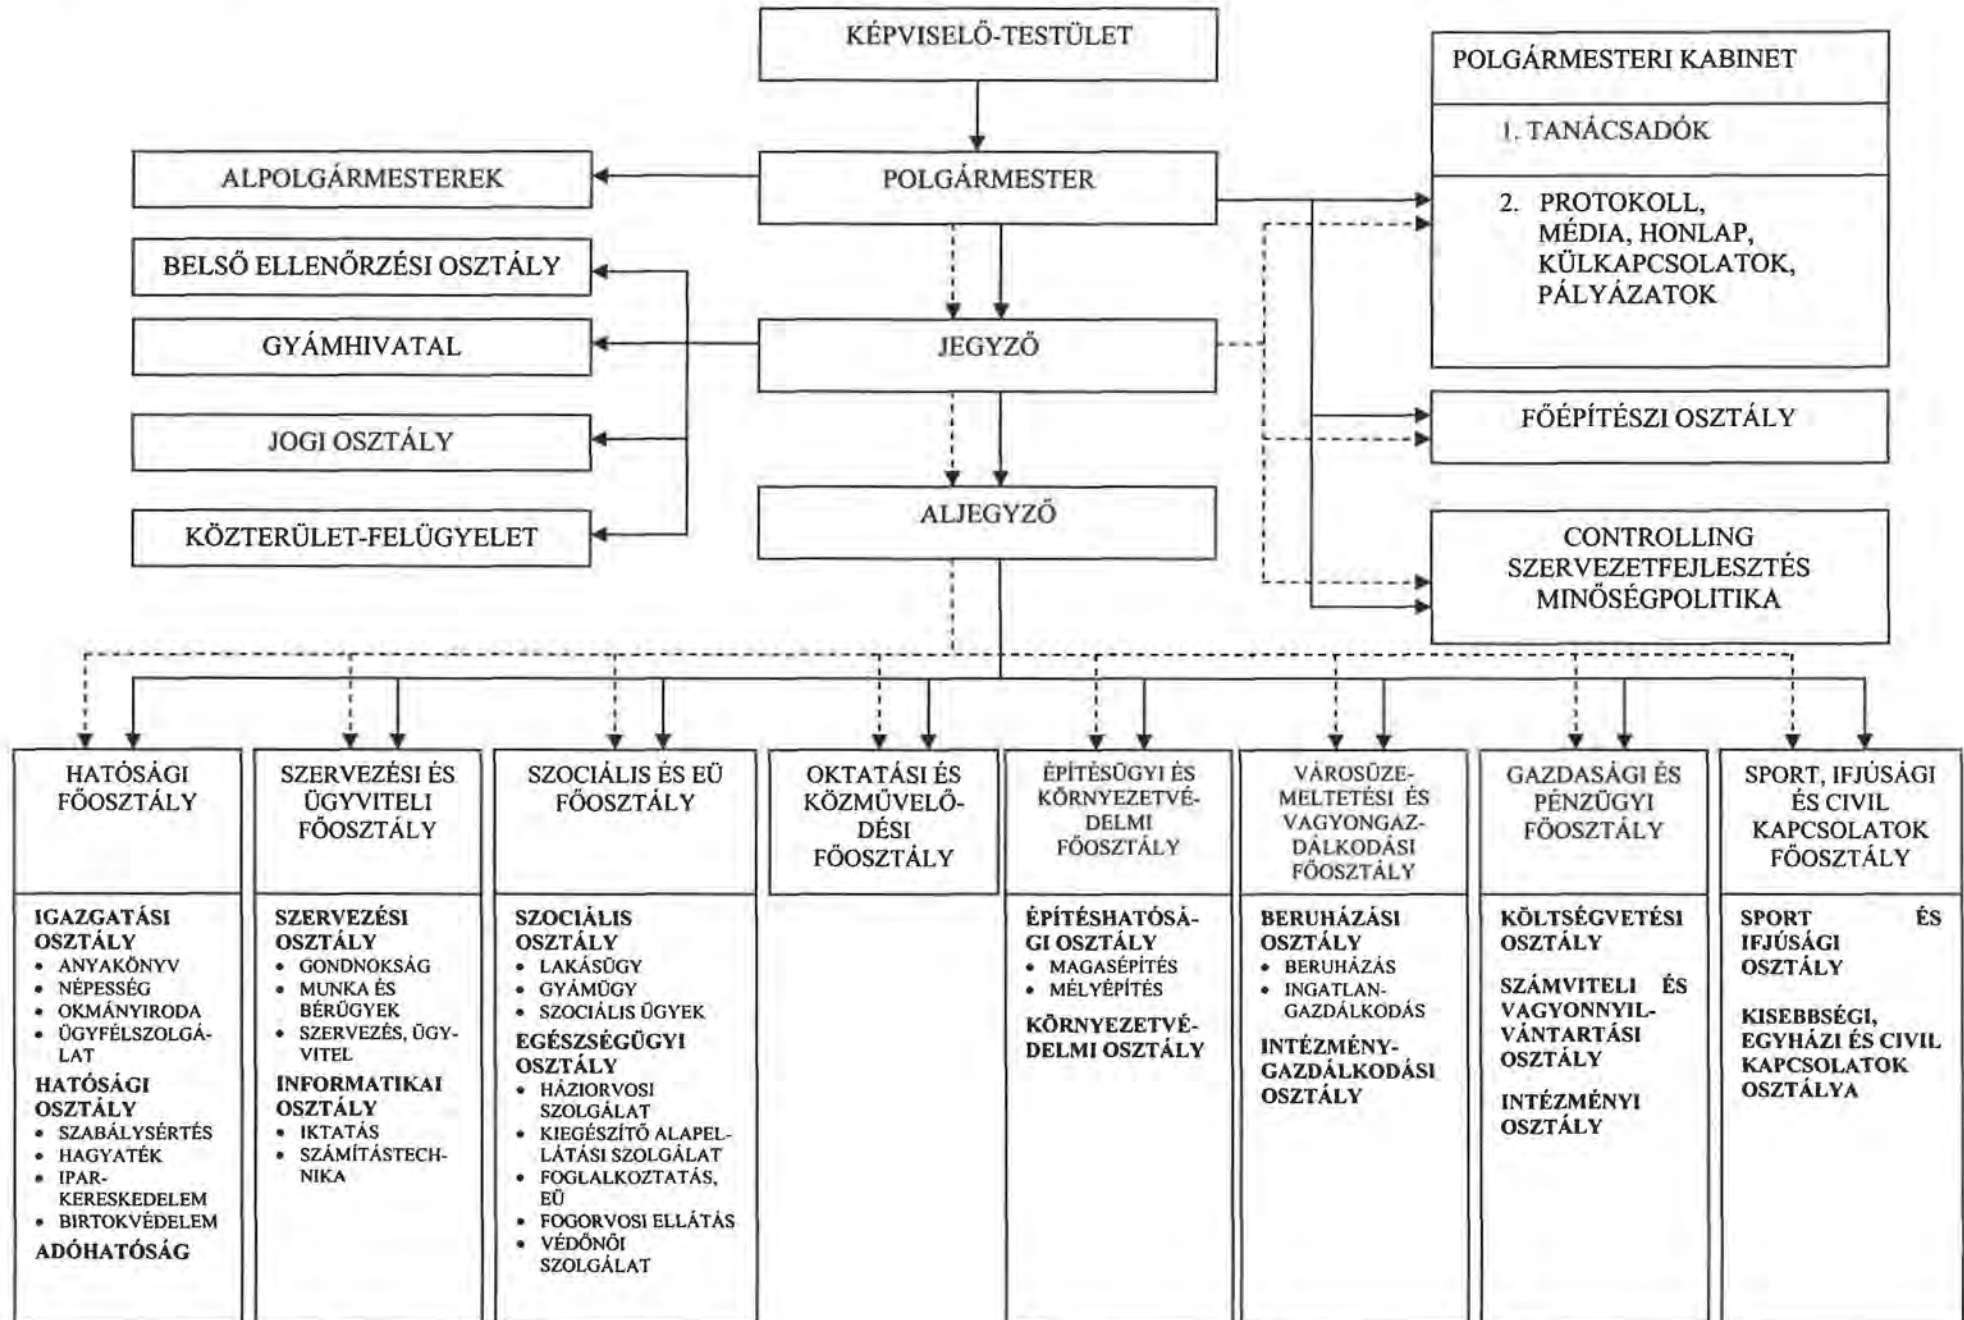 KÉPVISELŐ-TESTÜLET
POLGÁRMESTERI KABINET
1. TANÁCSADÓK
2. PROTOKOLL,
MÉDIA, HONLAP,
KÜLKAPCSOLATOK,
PÁLYÁZATOK
ALPOLGÁRMESTEREK
POLGÁRMESTER
BELSŐ ELLENŐRZÉSI OSZTÁLY
GYÁMHIVATAL
JEGYZŐ
JOGI OSZTÁLY
FŐÉPÍTÉSZI OSZTÁLY
KÖZTERÜLET-FELÜGYELET
ALJEGYZŐ
CONTROLLING
SZERVEZETFEJLESZTÉS
MINŐSÉGPOLITIKA
HATÓSÁGI
FŐOSZTÁLY
IGAZGATÁSI
OSZTÁLY
• ANYAKÖNYV
• NÉPESSÉG
• OKMÁNYIRODA
• ÜGYFÉLSZOLGÁ-
LAT
HATÓSÁGI
OSZTÁLY
• SZABÁLYSÉRTÉS
• HAGYATÉK
• IPAR-
KERESKEDELEM
• BIRTOKVÉDELEM
ADÓHATÓSÁG
SZERVEZÉSI ÉS
ÜGYVITELI
FŐOSZTÁLY
SZERVEZÉSI
OSZTÁLY
• GONDNOKSÁG
• MUNKA ÉS
BÉRÜGYEK
• SZERVEZÉS, ÜGY-
VITEL
INFORMATIKAI
OSZTÁLY
• IKTATÁS
• SZÁMÍTÁSTECH-
NIKA
SZOCIÁLIS ÉS EÜ
FŐOSZTÁLY
SZOCIÁLIS
OSZTÁLY
• LAKÁSÜGY
• GYÁMÜGY
• SZOCIÁLIS ÜGYEK
EGÉSZSÉGÜGYI
OSZTÁLY
• HÁZIORVOSI
SZOLGÁLAT
• KIEGÉSZÍTŐ ALAPEL-
LÁTÁSI SZOLGÁLAT
• FOGLALKOZTATÁS,
EÜ
• FOGORVOSI ELLÁTÁS
• VÉDŐNŐI
SZOLGÁLAT
OKTATÁSI ÉS
KÖZMŰVELŐ-
DÉSI
FŐOSZTÁLY
ÉPÍTÉSÜGYI ÉS
KÖRNYEZETVÉ-
DELMI
FŐOSZTÁLY
ÉPÍTÉSHATÓSÁ-
GI OSZTÁLY
• MAGASÉPÍTÉS
• MÉLYÉPÍTÉS
KÖRNYEZETVÉ-
DELMI OSZTÁLY
VÁROSÜZE-
MELTETÉSI ÉS
VAGYONGAZ-
DÁLKODÁSI
FŐOSZTÁLY
BERUHÁZÁSI
OSZTÁLY
• BERUHÁZÁS
• INGATLAN-
GAZDÁLKODÁS
INTÉZMÉNY-
GAZDÁLKODÁSI
OSZTÁLY
GAZDASÁGI ÉS
PÉNZÜGYI
FŐOSZTÁLY
KÖLTSÉGVETÉSI
OSZTÁLY
SZÁMVITELI ÉS
VAGYONNYIL-
VÁNTARTÁSI
OSZTÁLY
INTÉZMÉNYI
OSZTÁLY
SPORT, IFJÚSÁGI
ÉS CIVIL
KAPCSOLATOK
FŐOSZTÁLY
SPORT ÉS
IFJÚSÁGI
OSZTÁLY
KISEBBSÉGI,
EGYHÁZI ÉS CIVIL
KAPCSOLATOK
OSZTÁLYA